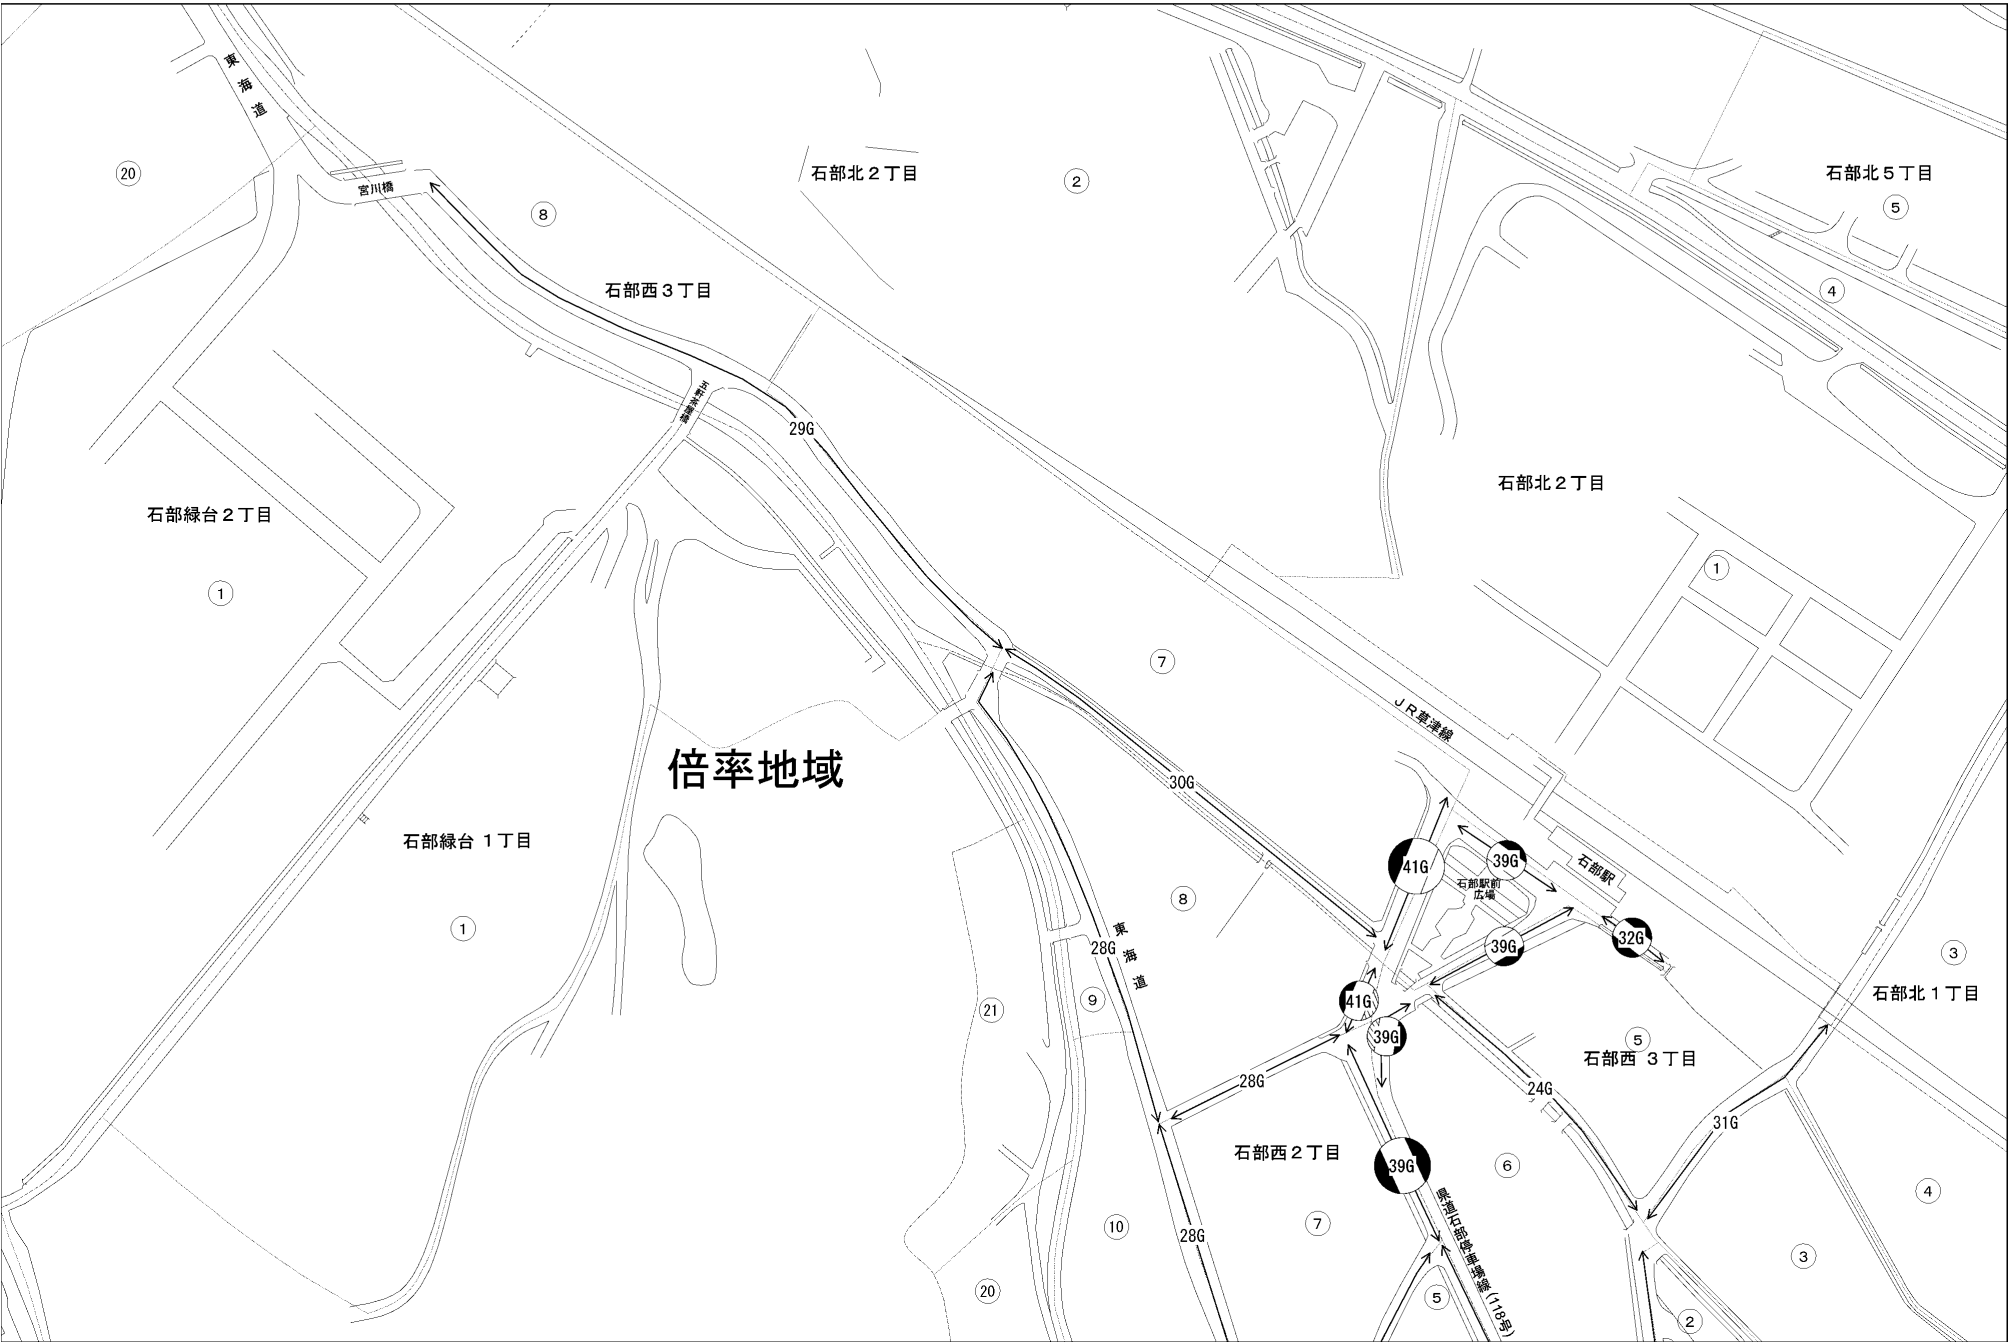 東海道
⑳
宮川橋
⑧
石部北２丁目
②
石部北５丁目
⑤
④
石部西３丁目
五軒茶屋橋
29G
石部緑台２丁目
①
石部北２丁目
①
⑦
ＪＲ草津線
倍率地域
30G
石部緑台 １丁目
①
41G
39G
石部駅
石部駅前
広場
⑧
東海道
28G
39G
32G
③
石部北１丁目
⑨
㉑
41G
39G
⑤
石部西 ３丁目
28G
24G
31G
石部西２丁目
39G
⑥
④
⑩
28G
⑦
県道石部停車場線(118号)
③
⑳
⑤
②